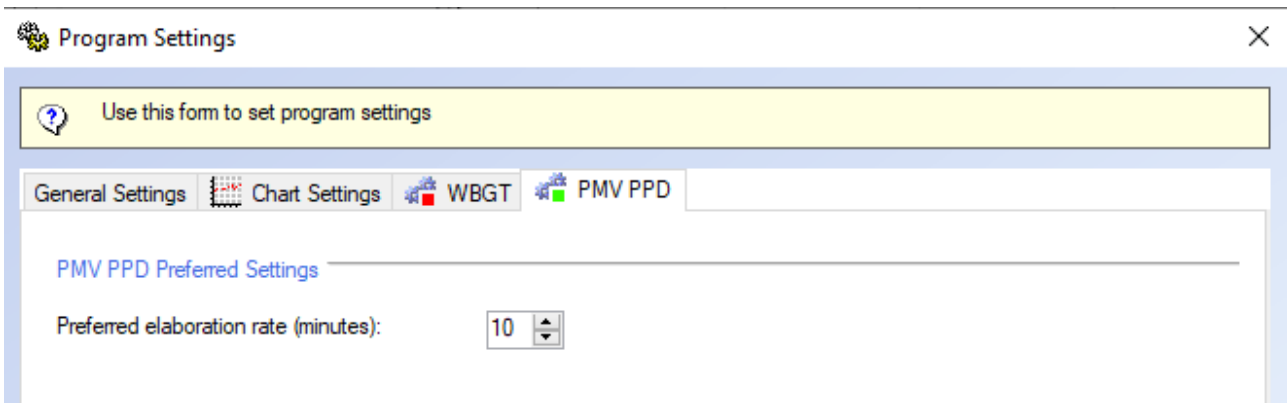 Program Settings
Use this form to set program settings
General Settings
Chart Settings
WBGT
PMV PPD
PMV PPD Preferred Settings
Preferred elaboration rate (minutes):
10